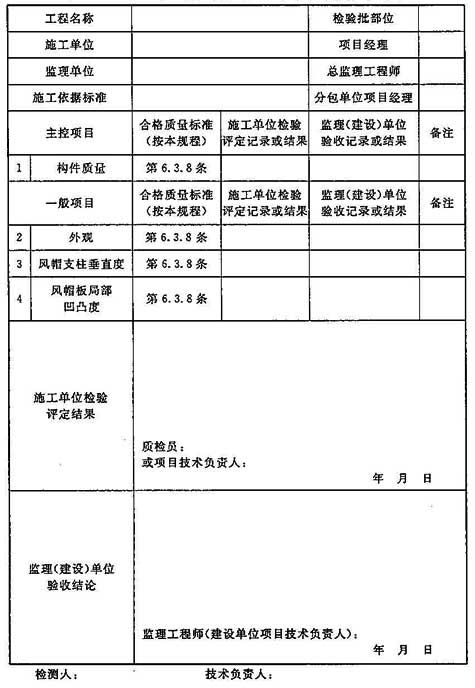 工程名称 检验批部位
施工单位 项目经理
监理单位 总监理工程师
施工依据标准 分包单位项目经理
主控项目 合格质量标准 (按本规程) 施工单位检验 评定记录或结果 监理(建设)单位 验收记录或结果 备注
1 构件质量 第6.3.8条
一般项目 合格质量标准 (按本规程) 施工单位检验 评定记录或结果 监理(建设)单位 验收记录或结果 备注
2 外观 第6.3.8条
3 风帽支柱垂直度 第6.3.8条
4 风帽板局部 凹凸度 第6.3.8条
施工单位检验
评定结果
质检员:
或项目技术负责人:
年 月 日
监理(建设)单位
验收结论
监理工程师(建设单位项目技术负责人):
年 月 日
检测人: 技术负责人: